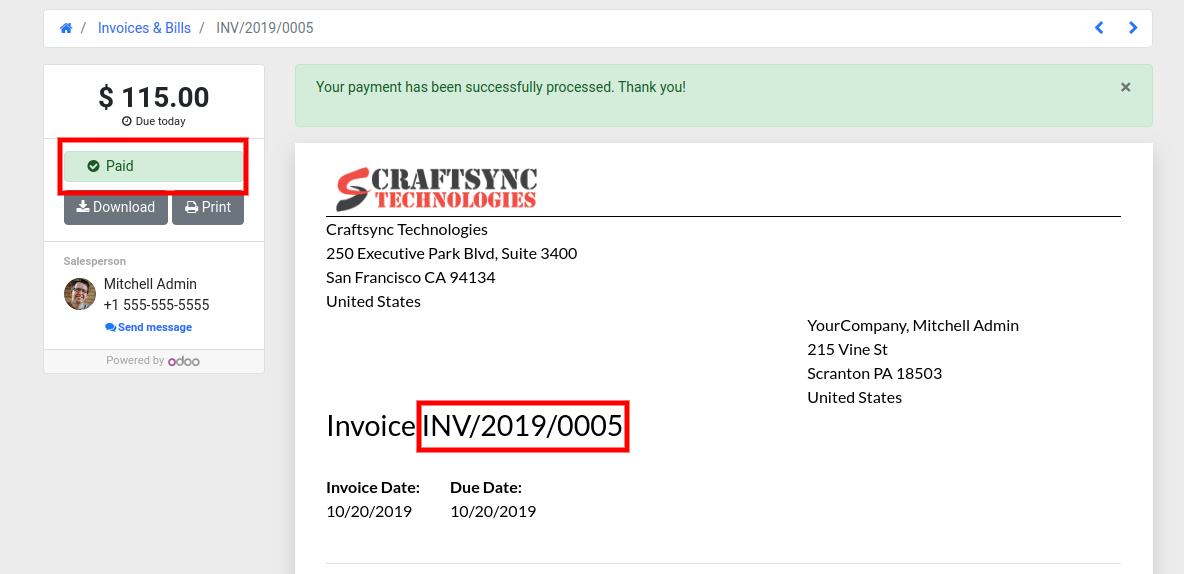 / Invoices & Bills / INV/2019/0005
$ 115.00
Due today
Paid
Download
Print
Salesperson
Mitchell Admin
+1 555-555-5555
Send message
Powered by odoo
Your payment has been successfully processed. Thank you! ×
CRAFTSYNC
TECHNOLOGIES
Craftsync Technologies
250 Executive Park Blvd, Suite 3400
San Francisco CA 94134
United States
YourCompany, Mitchell Admin
215 Vine St
Scranton PA 18503
United States
Invoice INV/2019/0005
Invoice Date: Due Date:
10/20/2019 10/20/2019